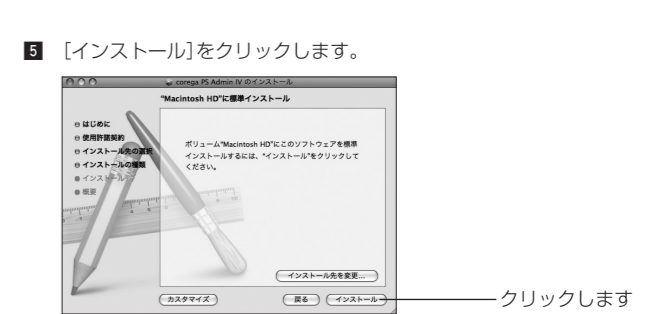 5 [インストール]をクリックします。
corega PS Admin IV のインストール
"Macintosh HD"に標準インストール
はじめに
使用許諾契約
インストール先の選択
インストールの種類
インストール
概要
ボリューム"Macintosh HD"にこのソフトウェアを標準
インストールするには、"インストール"をクリックして
ください。
インストール先を変更...
カスタマイズ
戻る
インストール
クリックします